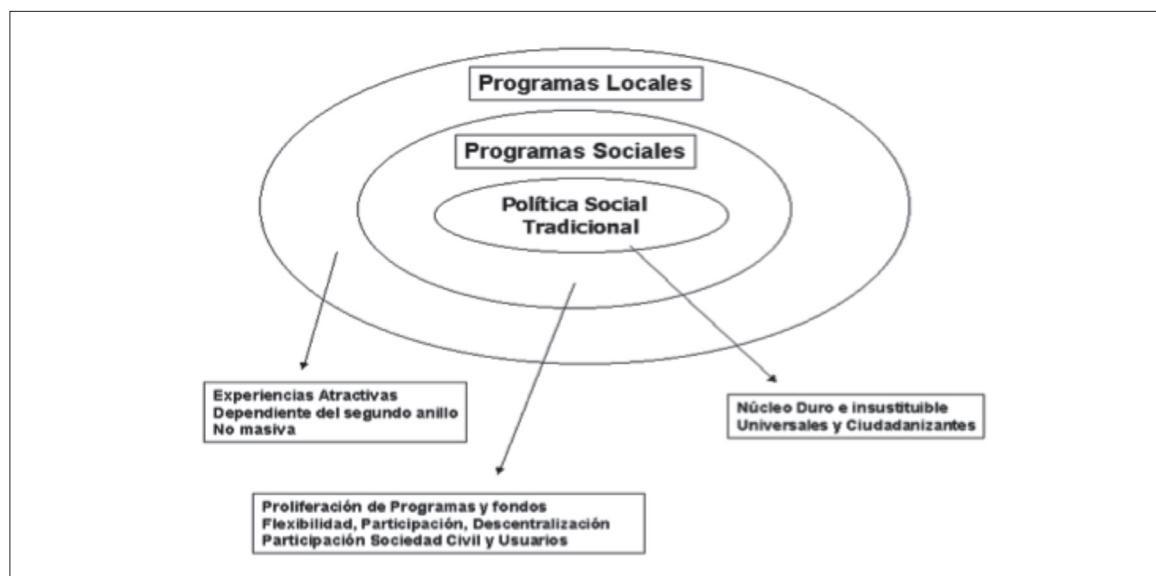 Programas Locales
Programas Sociales
Política Social
Tradicional
Experiencias Atractivas
Dependiente del segundo anillo
No masiva
Núcleo Duro e insustituible
Universales y Ciudadanizantes
Proliferación de Programas y fondos
Flexibilidad, Participación, Descentralización
Participación Sociedad Civil y Usuarios